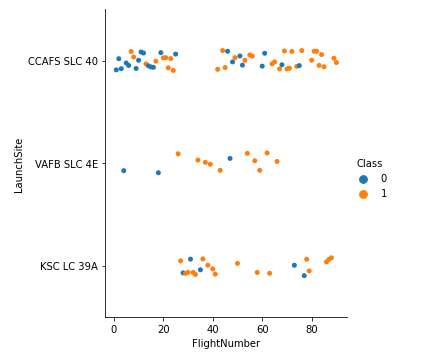 CCAFS SLC 40
VAFB SLC 4E
KSC LC 39A
LaunchSite
0
20
40
60
80
FlightNumber
Class
0
1